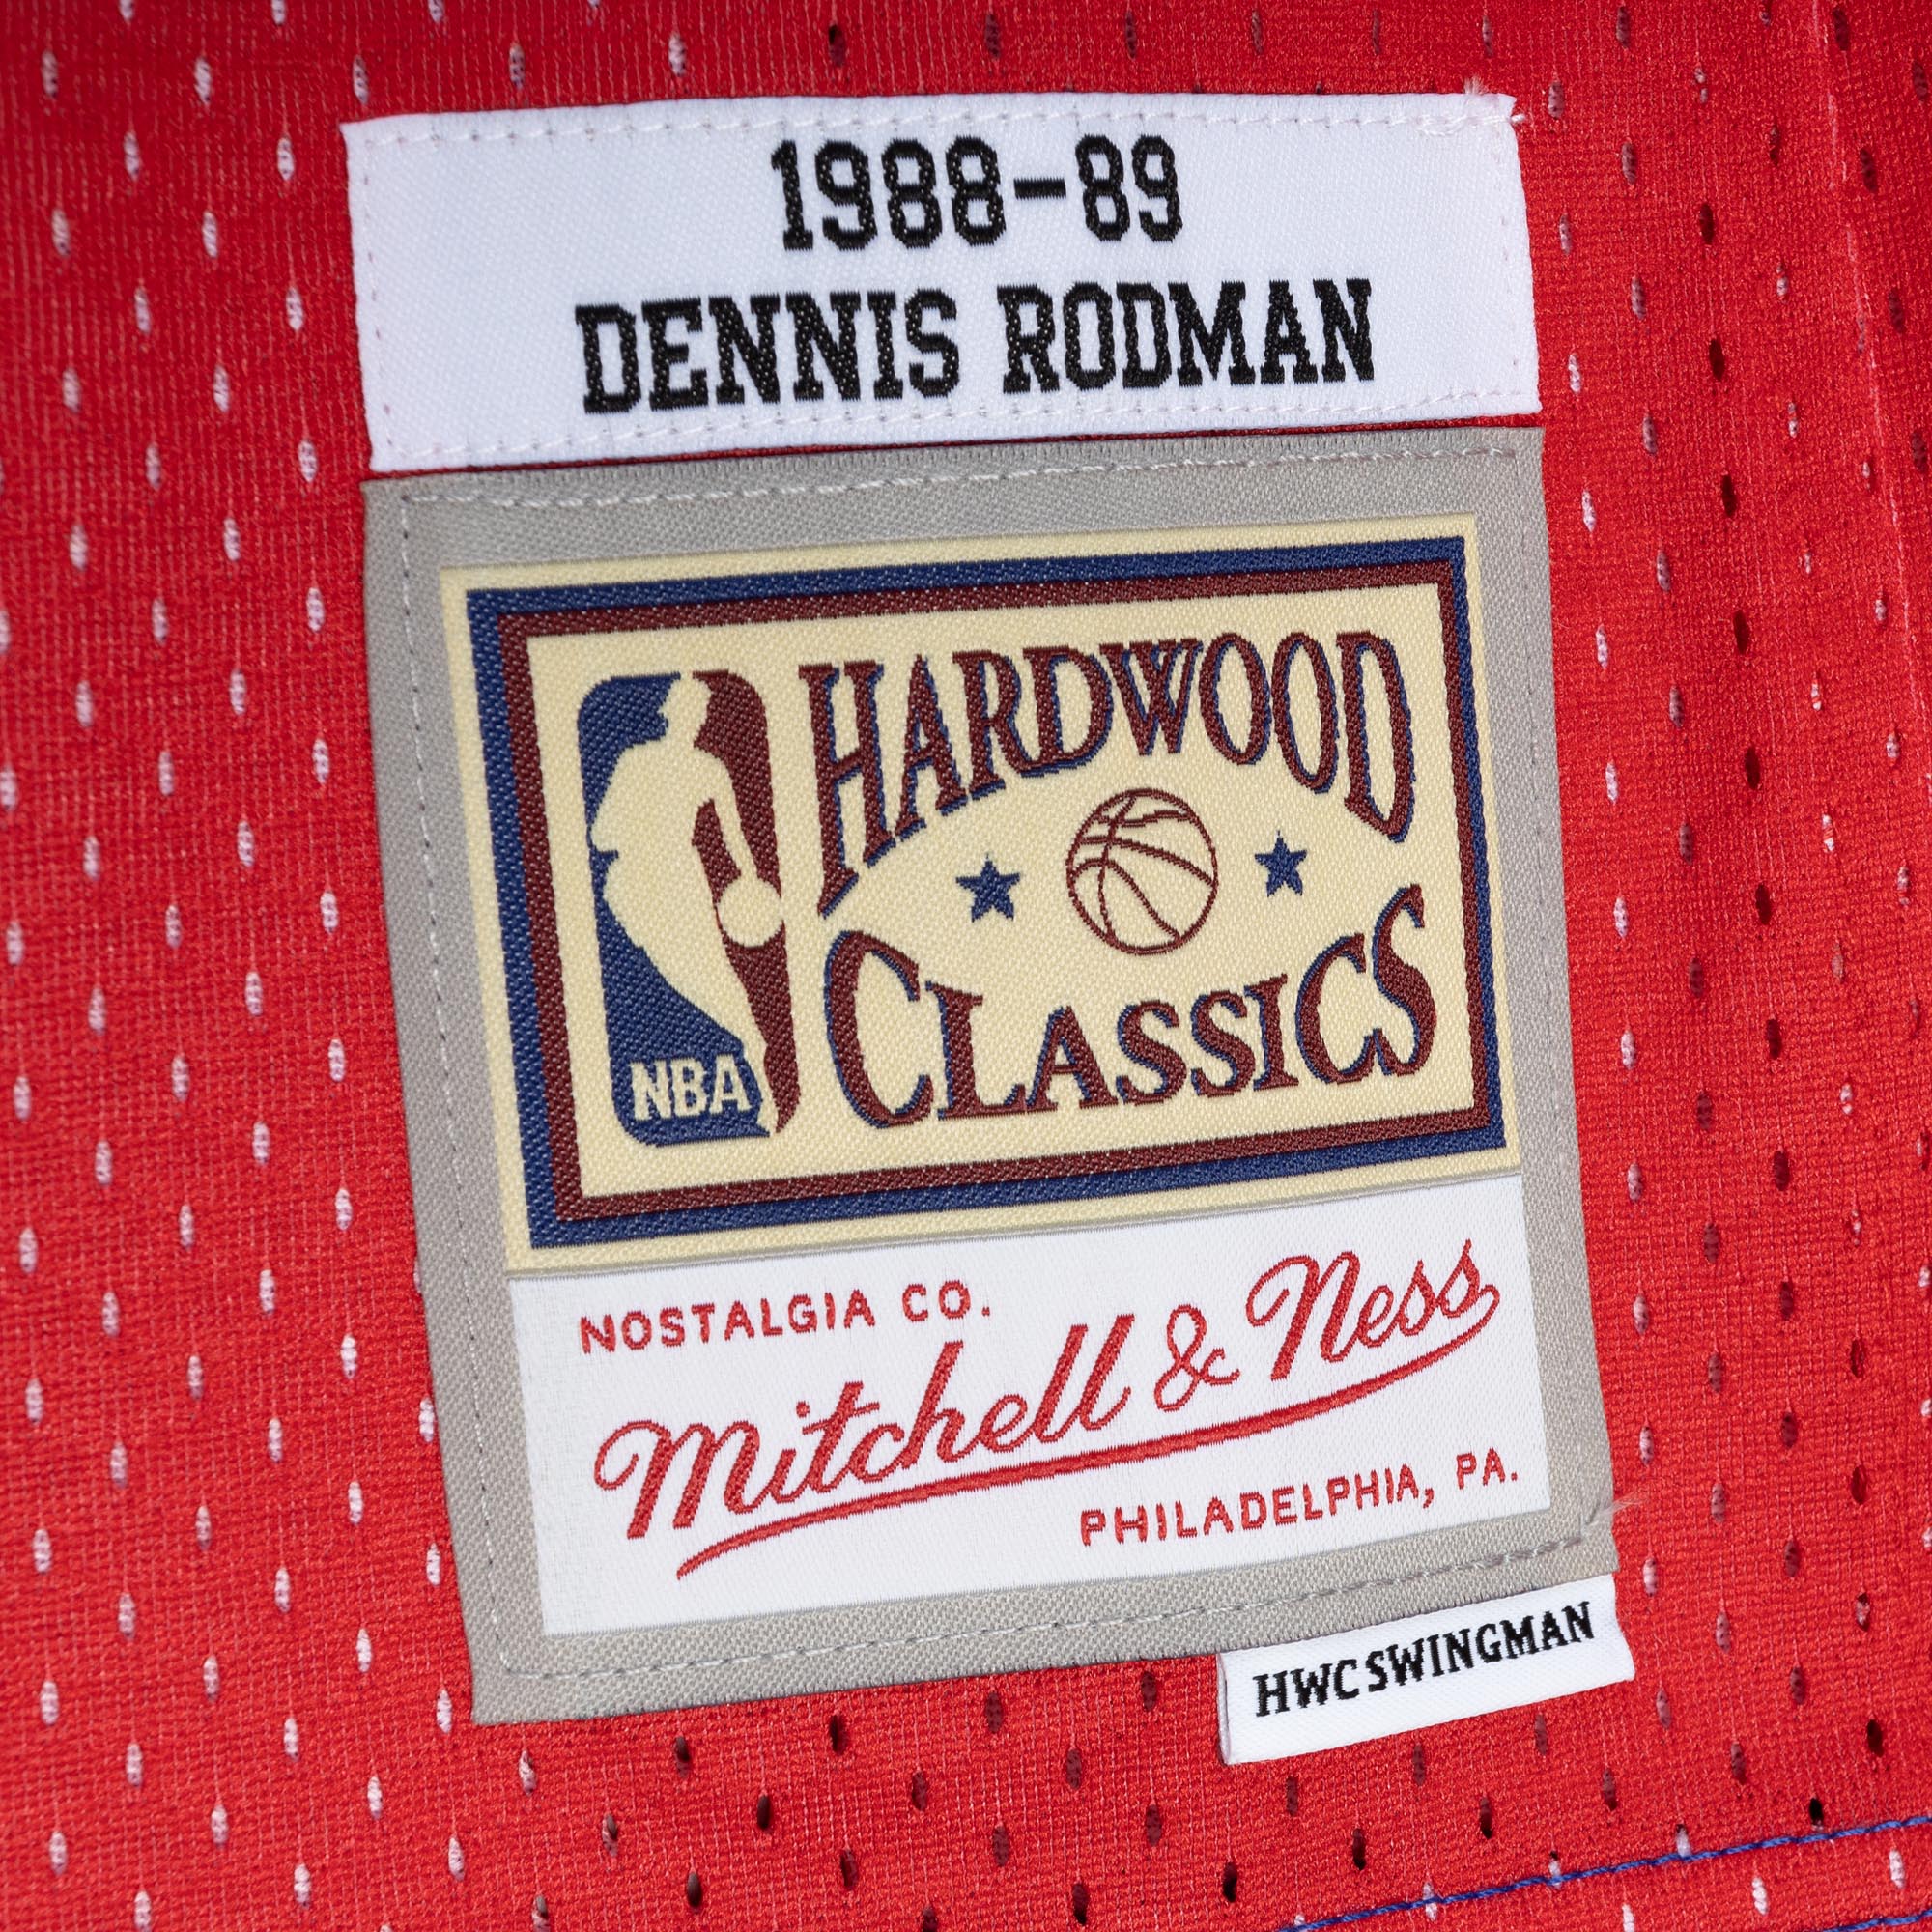 1988-89
DENNIS RODMAN
HARDWOOD
CLASSICS
NBA
NOSTALGIA CO.
Mitchell & Ness
PHILADELPHIA, PA.
HWC SWINGMAN